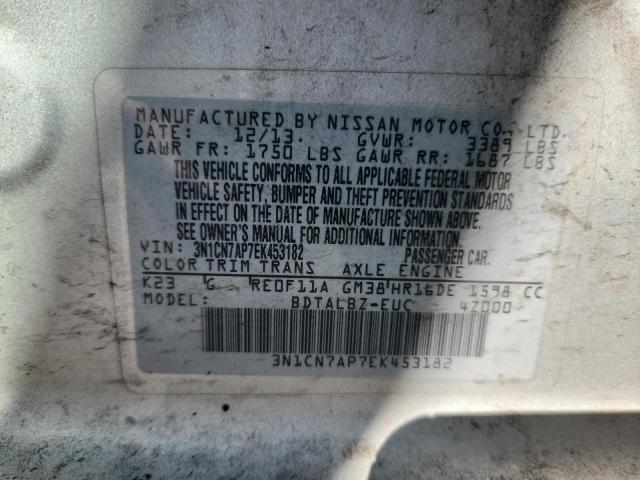 MANUFACTURED BY NISSAN MOTOR CO., LTD.
DATE: 12/13. GVWR: 3389 LBS
GAWR FR: 1750 LBS GAWR RR: 1687 LBS
THIS VEHICLE CONFORMS TO ALL APPLICABLE FEDERAL MOTOR
VEHICLE SAFETY, BUMPER AND THEFT PREVENTION STANDARDS
IN EFFECT ON THE DATE OF MANUFACTURE SHOWN ABOVE.
SEE OWNER'S MANUAL FOR ADDITIONAL INFORMATION.
VIN: 3N1CN7AP7EK453182 PASSENGER CAR.
COLOR TRIM TRANS AXLE ENGINE
K23 G RE0F11A GM38 HR16DE 1598 CC
MODEL: BDTALBZ-EUC 4Z000
3N1CN7AP7EK453182